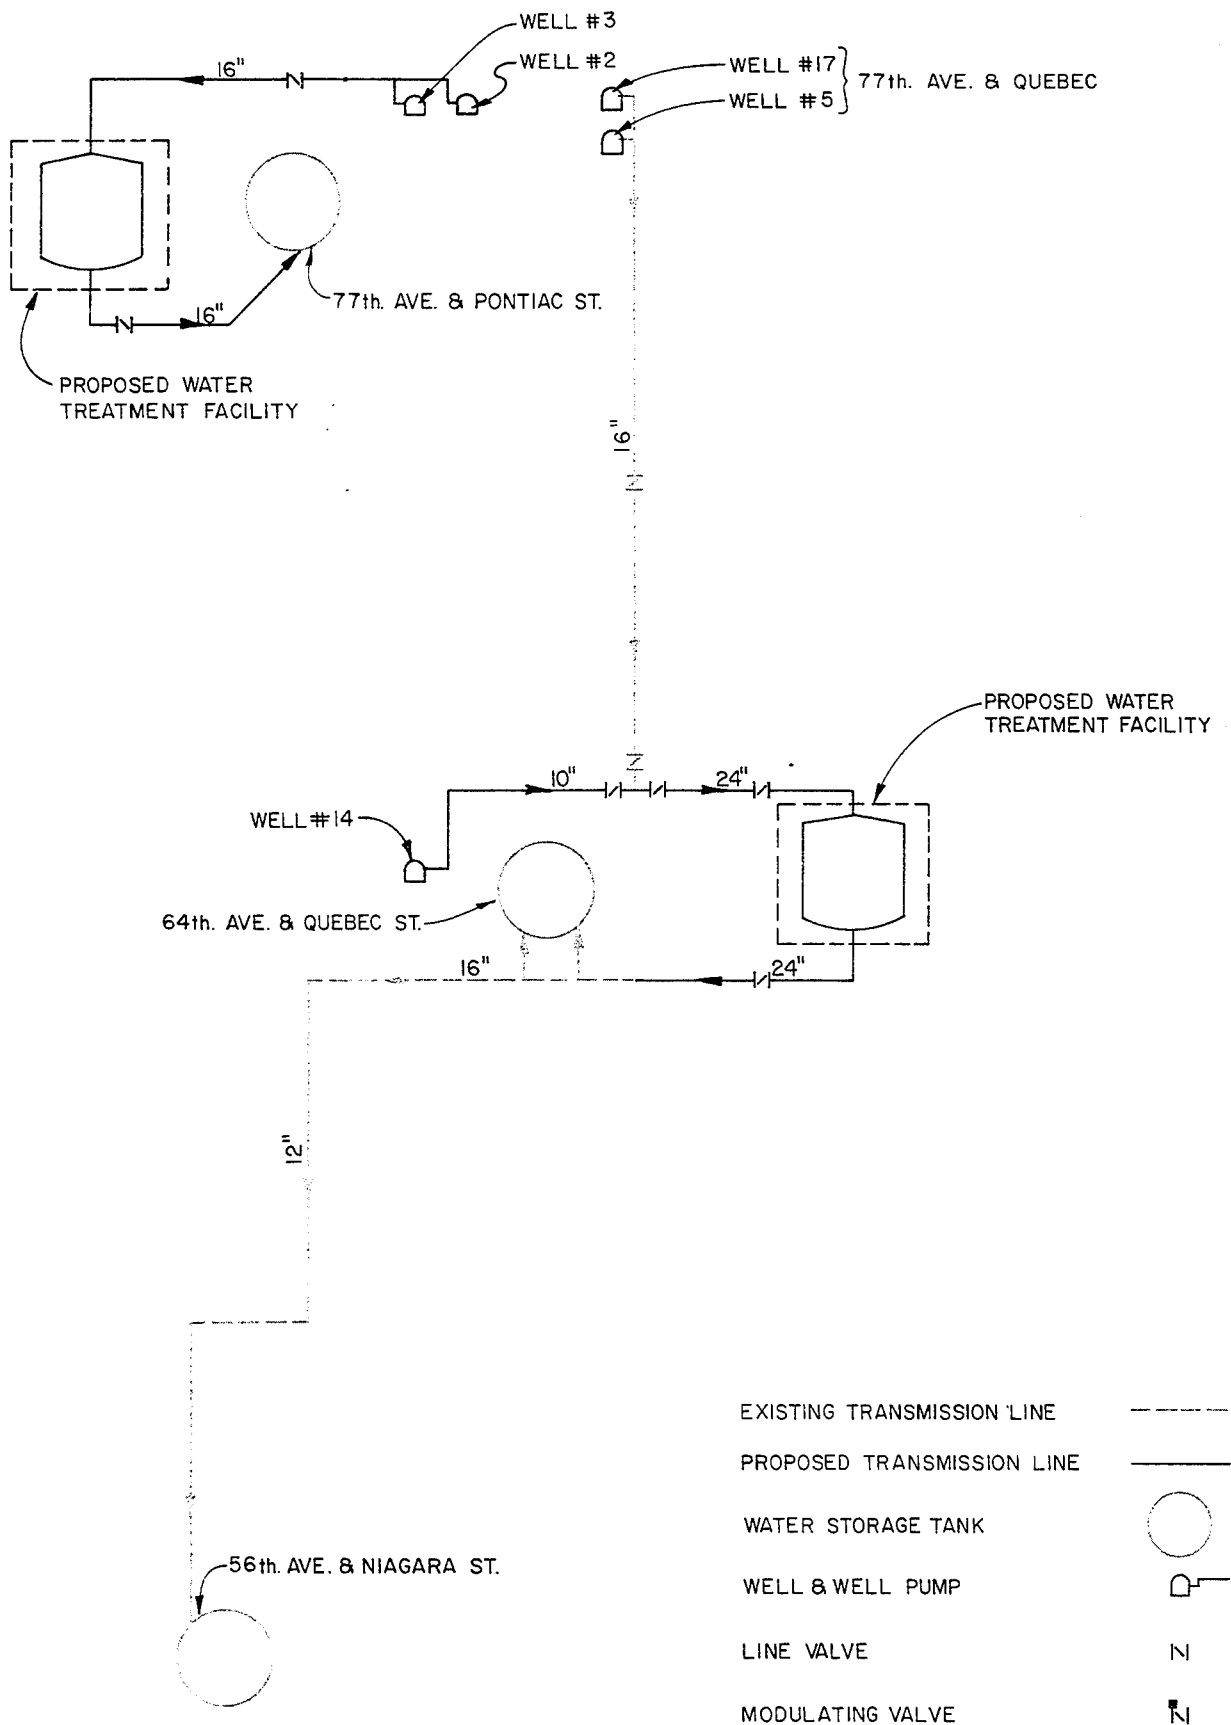 WELL #3
WELL #2
16"
WELL #17
WELL #5
77th. AVE. & QUEBEC
77th. AVE. & PONTIAC ST.
16"
PROPOSED WATER
TREATMENT FACILITY
16"
PROPOSED WATER
TREATMENT FACILITY
10"
24"
WELL #14
64th. AVE. & QUEBEC ST.
16"
24"
12"
EXISTING TRANSMISSION LINE
PROPOSED TRANSMISSION LINE
WATER STORAGE TANK
56th. AVE. & NIAGARA ST.
WELL & WELL PUMP
LINE VALVE
MODULATING VALVE